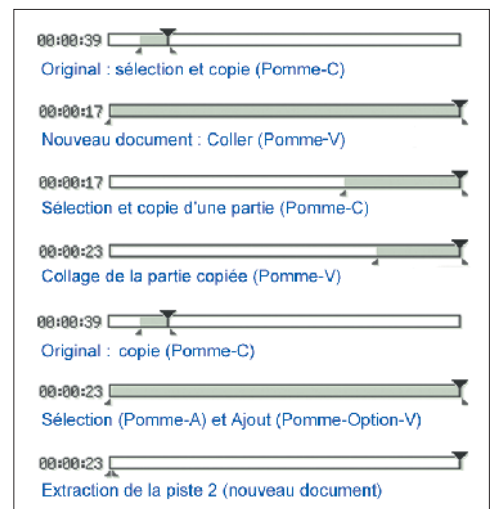 00:00:39
Original : sélection et copie (Pomme-C)
00:00:17
Nouveau document : Coller (Pomme-V)
00:00:17
Sélection et copie d'une partie (Pomme-C)
00:00:23
Collage de la partie copiée (Pomme-V)
00:00:39
Original : copie (Pomme-C)
00:00:23
Sélection (Pomme-A) et Ajout (Pomme-Option-V)
00:00:23
Extraction de la piste 2 (nouveau document)